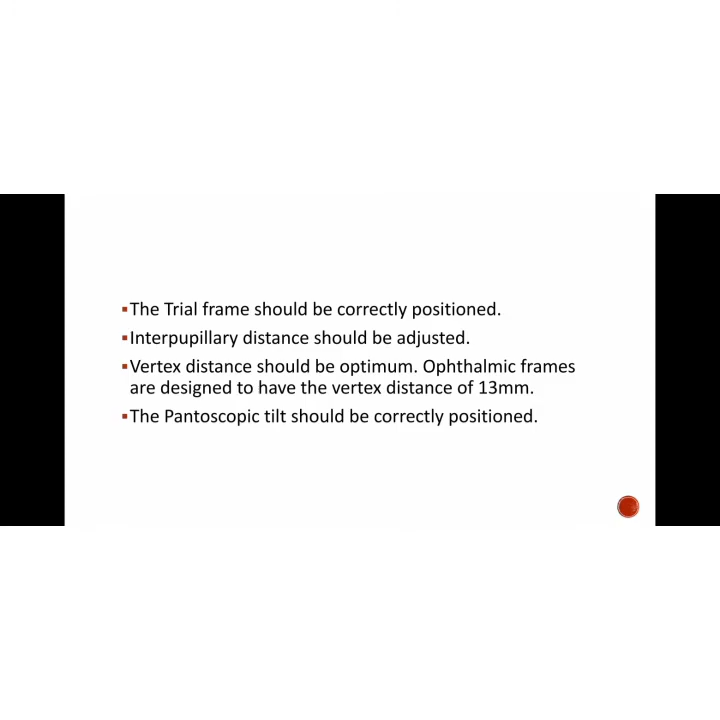 ▪The Trial frame should be correctly positioned.
▪Interpupillary distance should be adjusted.
▪Vertex distance should be optimum. Ophthalmic frames
are designed to have the vertex distance of 13mm.
▪The Pantoscopic tilt should be correctly positioned.